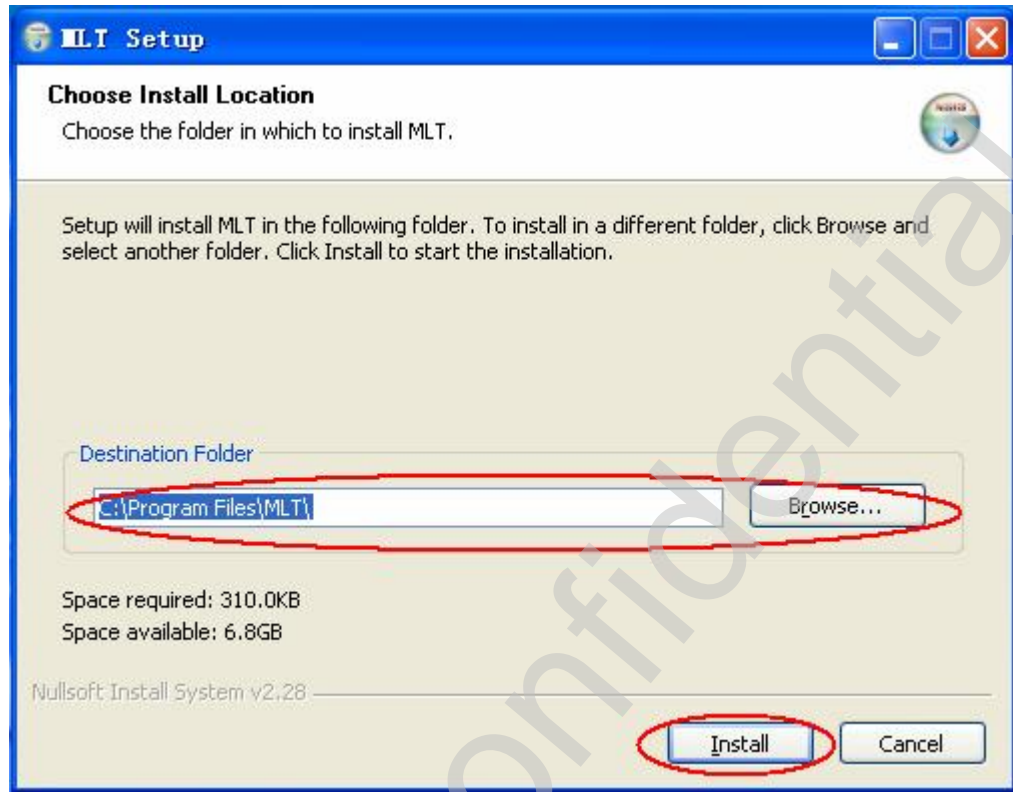 MLT Setup
Choose Install Location
Choose the folder in which to install MLT.
Setup will install MLT in the following folder. To install in a different folder, click Browse and
select another folder. Click Install to start the installation.
Destination Folder
C:\Program Files\MLT\
Browse...
Space required: 310.0KB
Space available: 6.8GB
Nullsoft Install System v2.28
Install
Cancel
onfidential